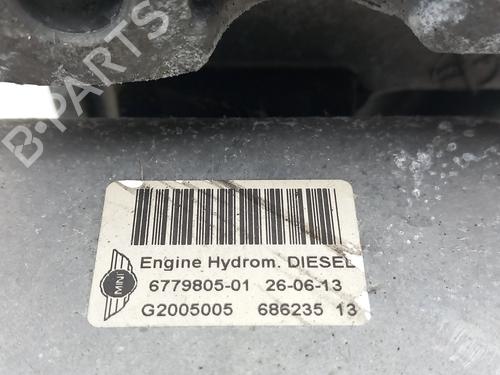 B-PARTS
Engine Hydrom. DIESEL
MINI
6779805-01 26-06-13
G2005005 686235 13